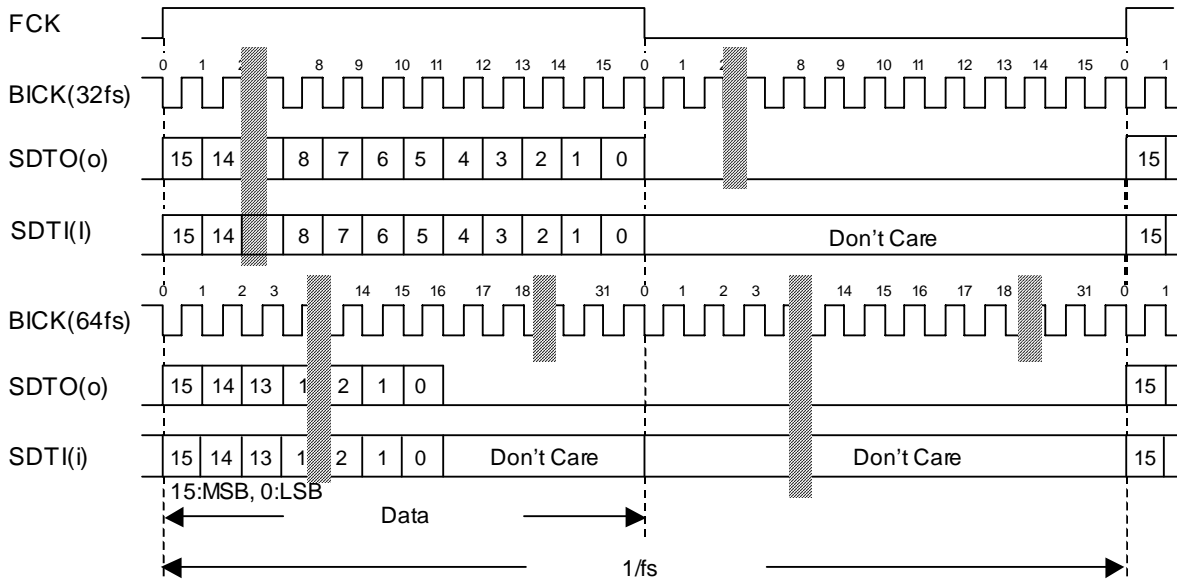 FCK
0 1 2 8 9 10 11 12 13 14 15 0 1 2 8 9 10 11 12 13 14 15 0 1
BICK(32fs)
SDTO(o) 15 14 8 7 6 5 4 3 2 1 0 15
SDTI(I) 15 14 8 7 6 5 4 3 2 1 0 Don't Care 15
0 1 2 3 14 15 16 17 18 31 0 1 2 3 14 15 16 17 18 31 0 1
BICK(64fs)
SDTO(o) 15 14 13 1 2 1 0 15
SDTI(i) 15 14 13 1 2 1 0 Don't Care Don't Care 15
15:MSB, 0:LSB
Data
1/fs